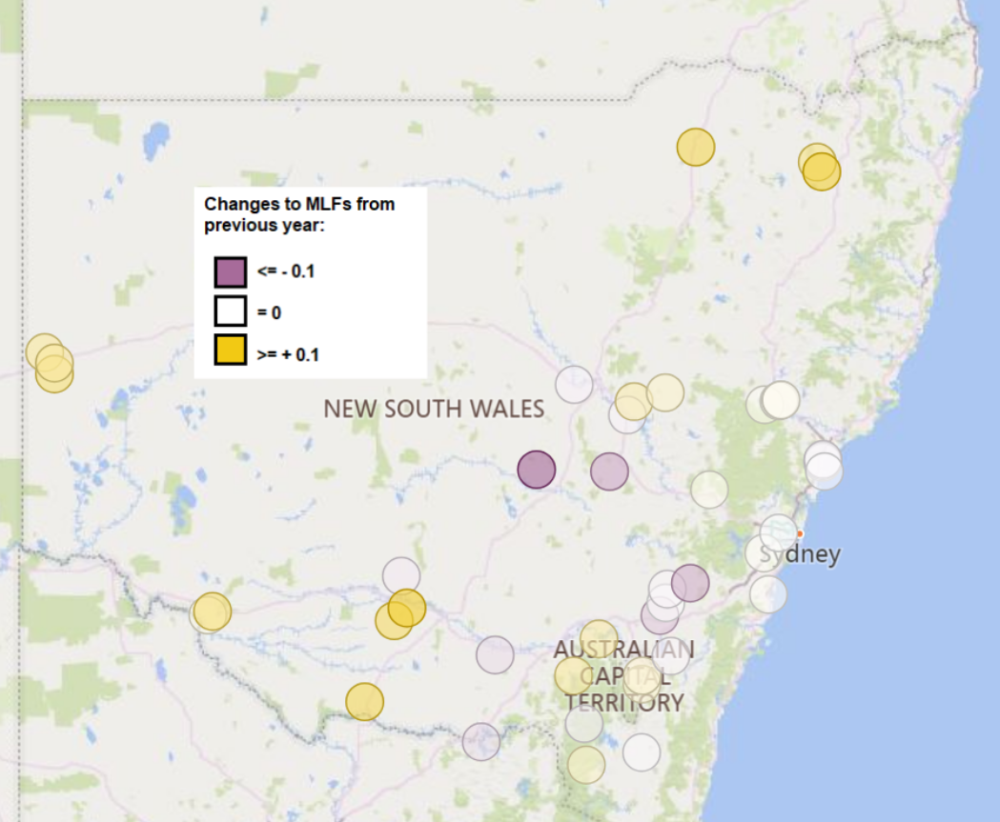 Changes to MLFs from
previous year:
<= - 0.1
= 0
>= + 0.1
NEW SOUTH WALES
Sydney
AUSTRALIAN
CAPITAL
TERRITORY